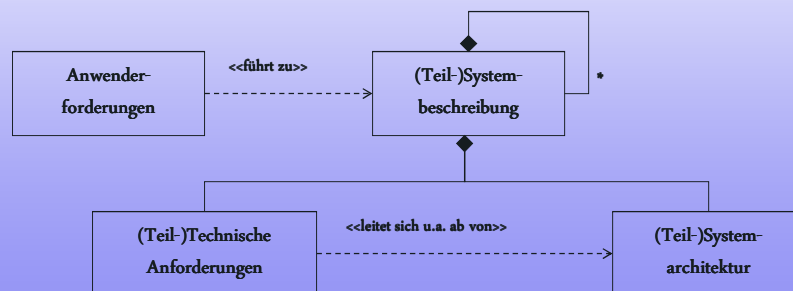 Anwender-
forderungen
<<führt zu>>
(Teil-)System-
beschreibung
*
(Teil-)Technische
Anforderungen
<<leitet sich u.a. ab von>>
(Teil-)System-
architektur